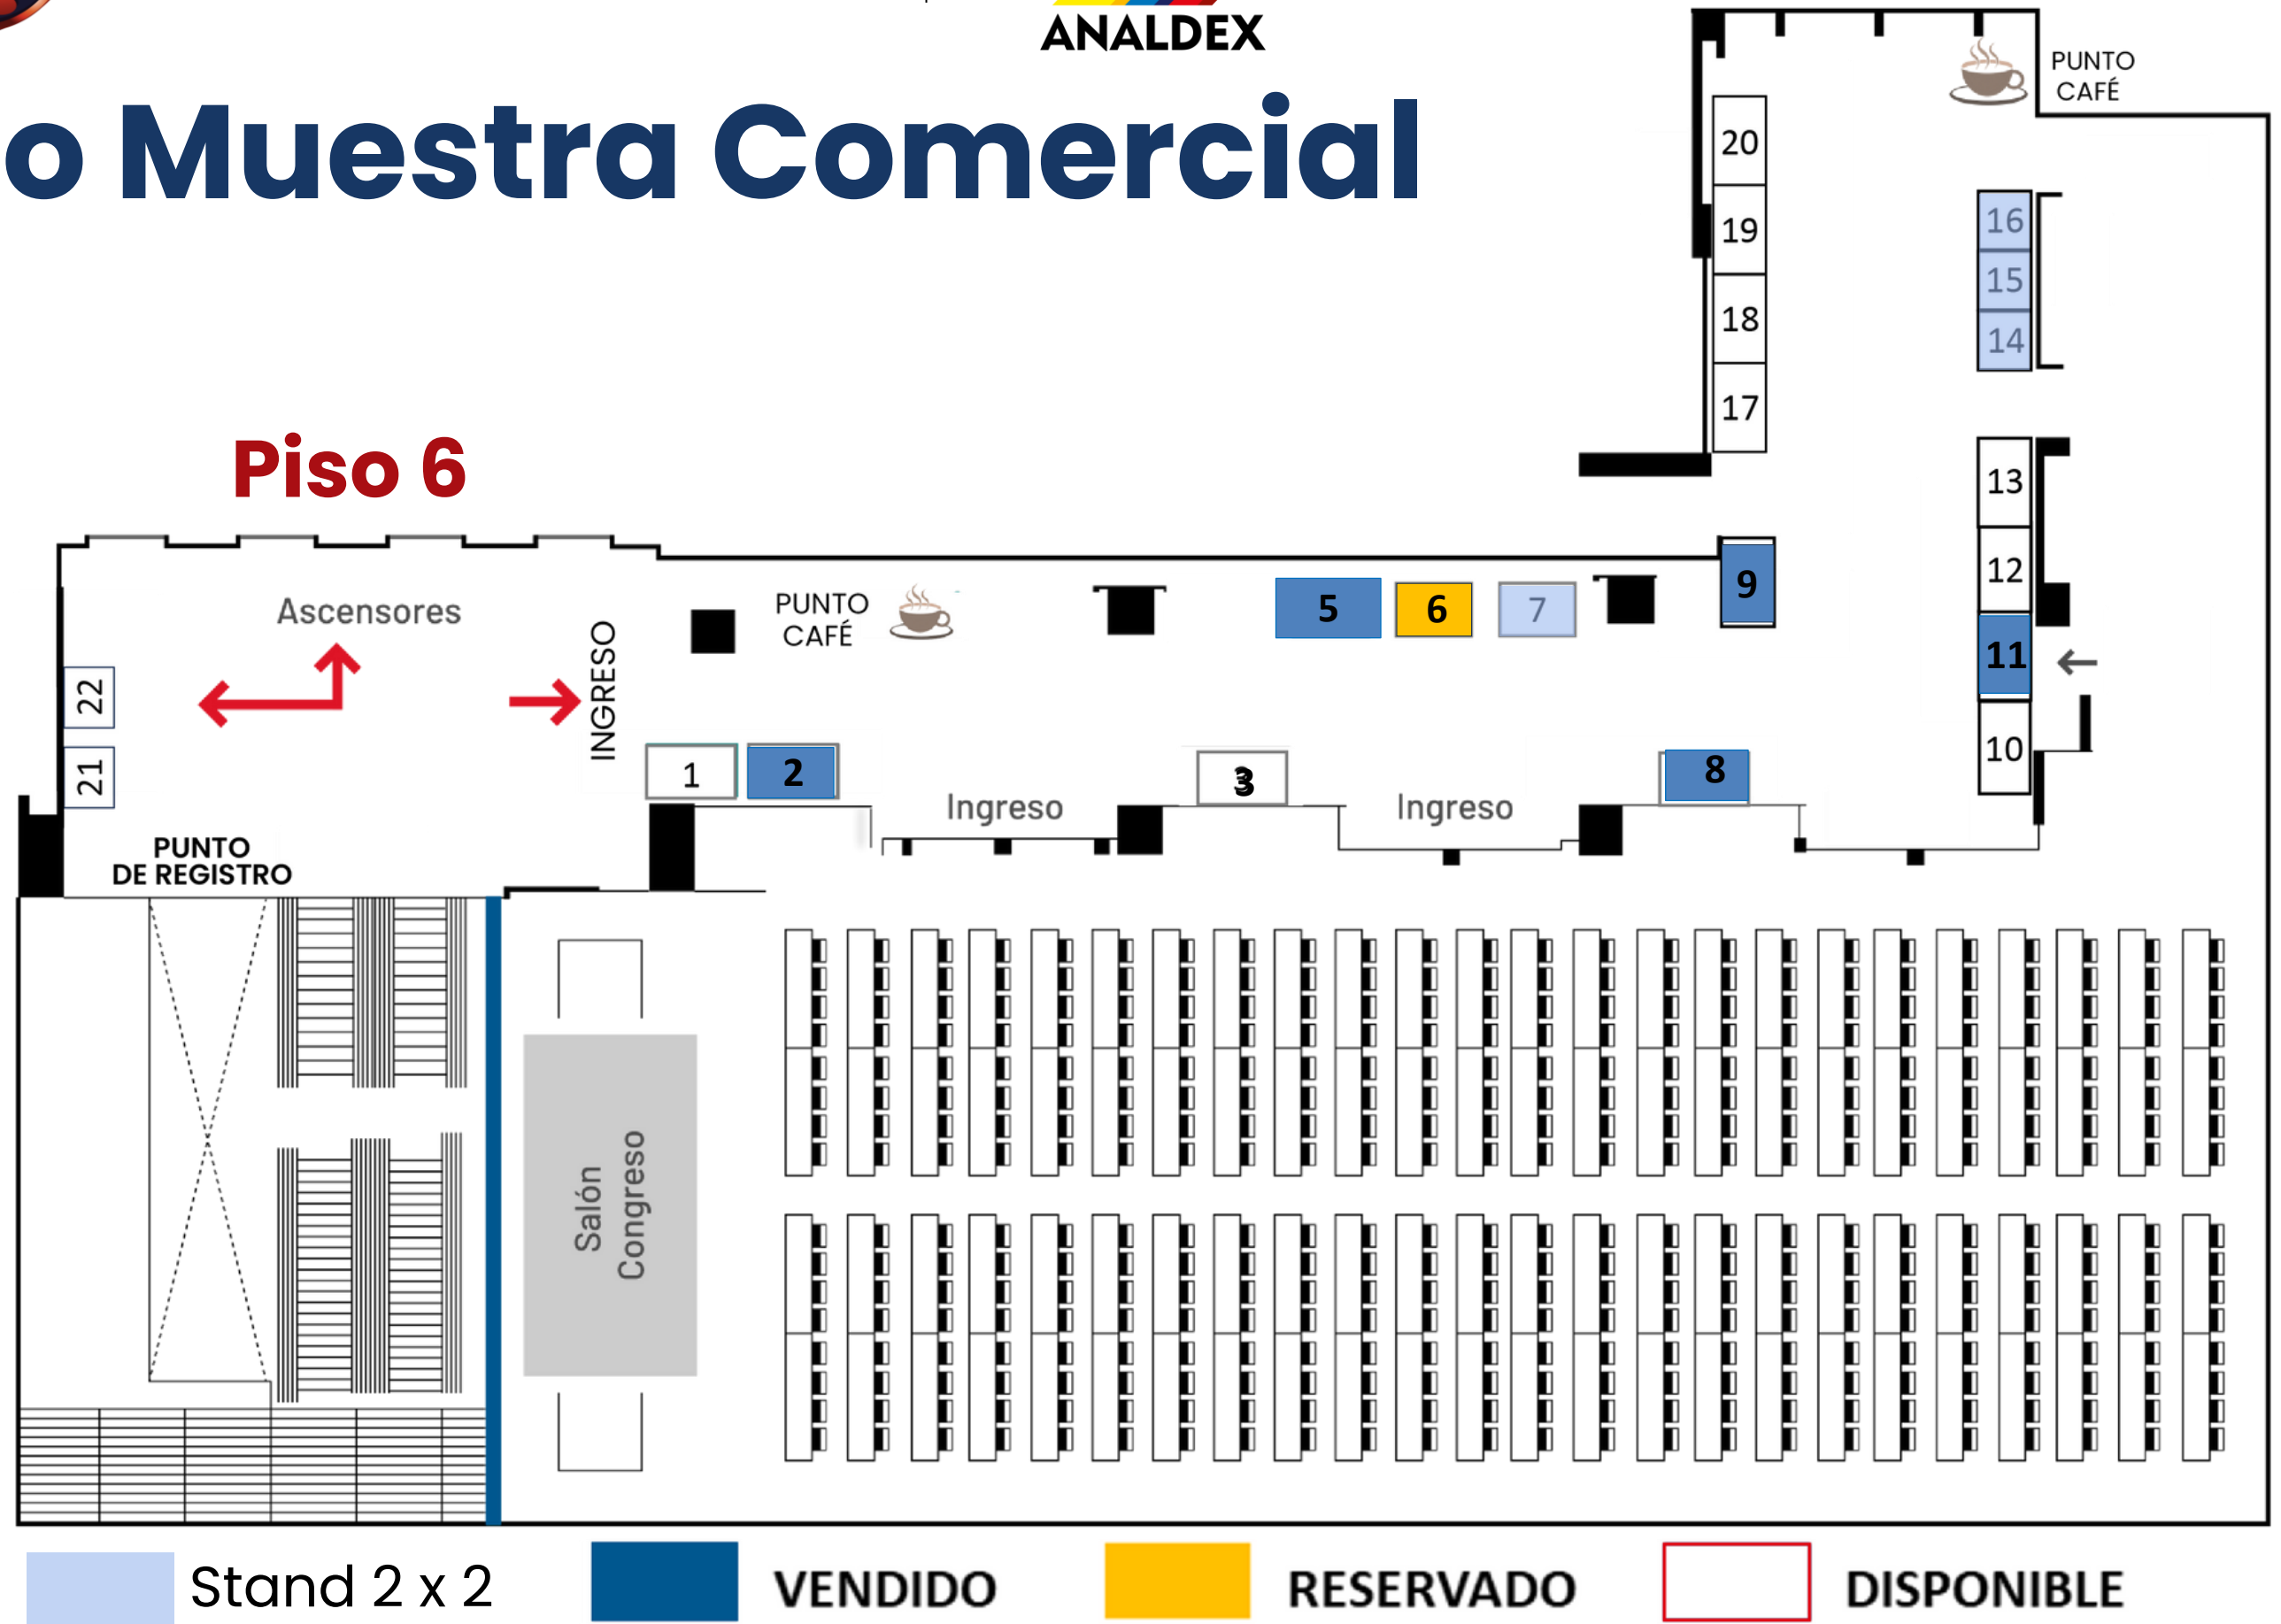 ANALDEX
o Muestra Comercial
PUNTO
CAFÉ
20
19
18
17
16
15
14
13
12
11
10
Piso 6
Ascensores
INGRESO
PUNTO
CAFÉ
5
6
7
9
22
21
1
2
3
8
Ingreso
Ingreso
PUNTO
DE REGISTRO
Salón
Congreso
Stand 2 x 2
VENDIDO
RESERVADO
DISPONIBLE